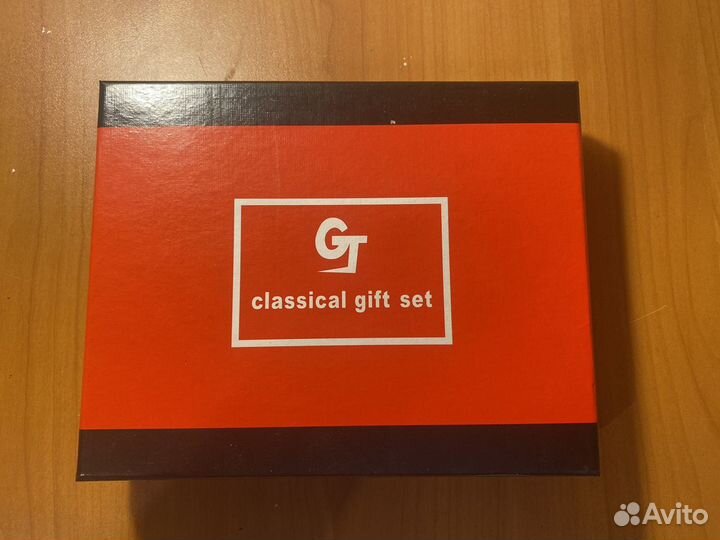 GT
classical gift set
Avito